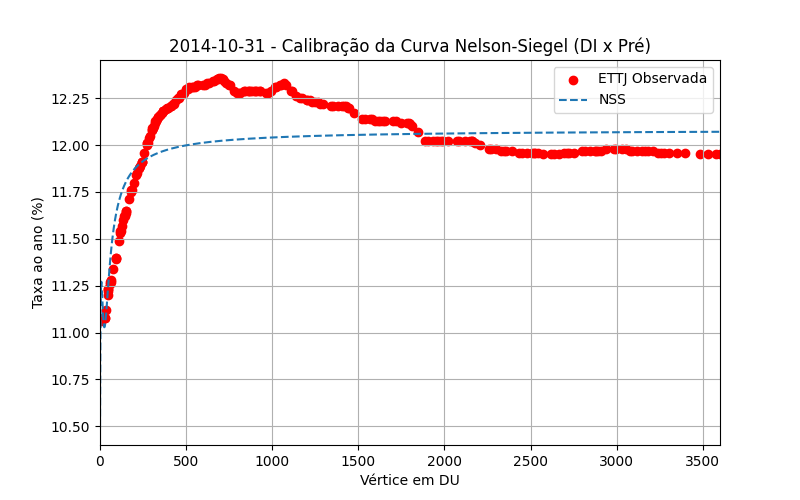 2014-10-31 - Calibração da Curva Nelson-Siegel (DI x Pré)
ETTJ Observada
NSS
12.25
12.00
11.75
11.50
11.25
11.00
10.75
10.50
Taxa ao ano (%)
0 500 1000 1500 2000 2500 3000 3500
Vértice em DU